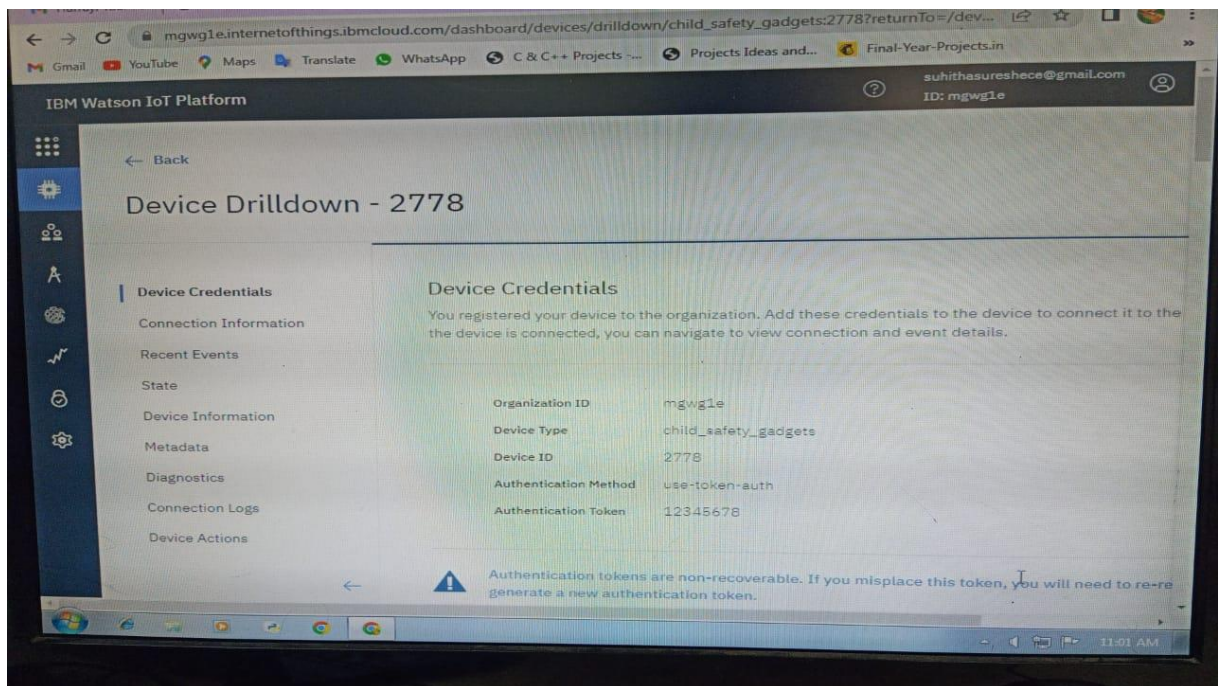 mgwg1e.internetofthings.ibmcloud.com/dashboard/devices/drilldown/child_safety_gadgets:2778?returnTo=/dev...
Gmail YouTube Maps Translate WhatsApp C & C++ Projects -... Projects Ideas and... Final-Year-Projects.in »
IBM Watson IoT Platform
suhithasureshece@gmail.com
ID: mgwg1e
← Back
Device Drilldown - 2778
Device Credentials
Connection Information
Recent Events
State
Device Information
Metadata
Diagnostics
Connection Logs
Device Actions
Device Credentials
You registered your device to the organization. Add these credentials to the device to connect it to the
the device is connected, you can navigate to view connection and event details.
Organization ID mgwg1e
Device Type child_safety_gadgets
Device ID 2778
Authentication Method use-token-auth
Authentication Token 12345678
Authentication tokens are non-recoverable. If you misplace this token, you will need to re-re
generate a new authentication token.
11:01 AM